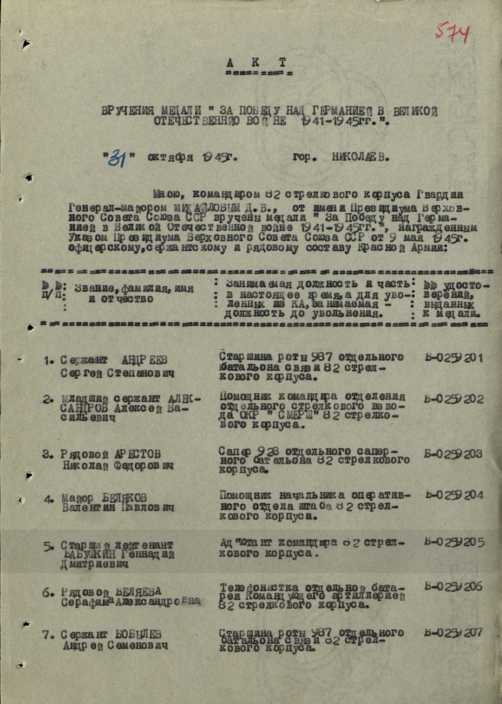 574
А К Т
ВРУЧЕНИЯ МЕДАЛИ " ЗА ПОБЕДУ НАД ГЕРМАНИЕЙ В ВЕЛИКОЙ
ОТЕЧЕСТВЕННОЙ ВОЙНЕ 1941-1945гг.".
"31" октября 1945г. гор. НИКОЛАЕВ.
Мною, командиром 82 стрелкового корпуса Гвардии
Генерал-майором Д.В., от имени Президиума Верхов-
ного Совета Союза ССР вручены медали " За Победу над Герма-
нией в Великой Отечественной войне 1941-1945гг.", награжденным
Указом Президиума Верховного Совета Союза ССР от 9 мая 1945г.
офицерскому, сержантскому и рядовому составу Красной Армии:
№№ П/П: Звание, фамилия, имя и отчество
: Занимаемая должность и часть : в настоящее время, а для уво- : ленных из КА, занимаемая - должность до увольнения.
№№ удосто- : верений, : выданных : к медали.
1. Сержант АНДРЕЕВ Старшина роты 987 отдельного Б-0259201
Сергей Степанович батальона связи 82 стрел-
кового корпуса.
2. Младший сержант АЛЕК- Помощник командира отделения Б-0259202
САНДРОВ Алексей Ва- отдельного стрелкового взво-
сильевич да ОКР " СМЕРШ" 82 стрелко-
вого корпуса.
3. Рядовой АРЕСТОВ Сапер 928 отдельного сапер- Б-0259203
Николай Федорович ного батальона 82 стрелкового
корпуса.
4. Майор БЕЛЯКОВ Помощник начальника оператив- Б-0259204
Валентин Павлович ного отдела штаба 82 стрел-
кового корпуса.
5. Старший лейтенант Ад"ютант командира 82 стрел- Б-0259205
БАБУШКИН Геннадий кового корпуса.
Дмитриевич
6. Рядовой БЕЛЯЕВА Телефонистка отдельной бата- Б-0259206
Серафима Александровна реи Командующего артиллерией
82 стрелкового корпуса.
7. Сержант БОБЫЛЕВ Старшина роты 987 отдельного Б-0259207
Андрей Семенович батальона связи 82 стрел-
кового корпуса.